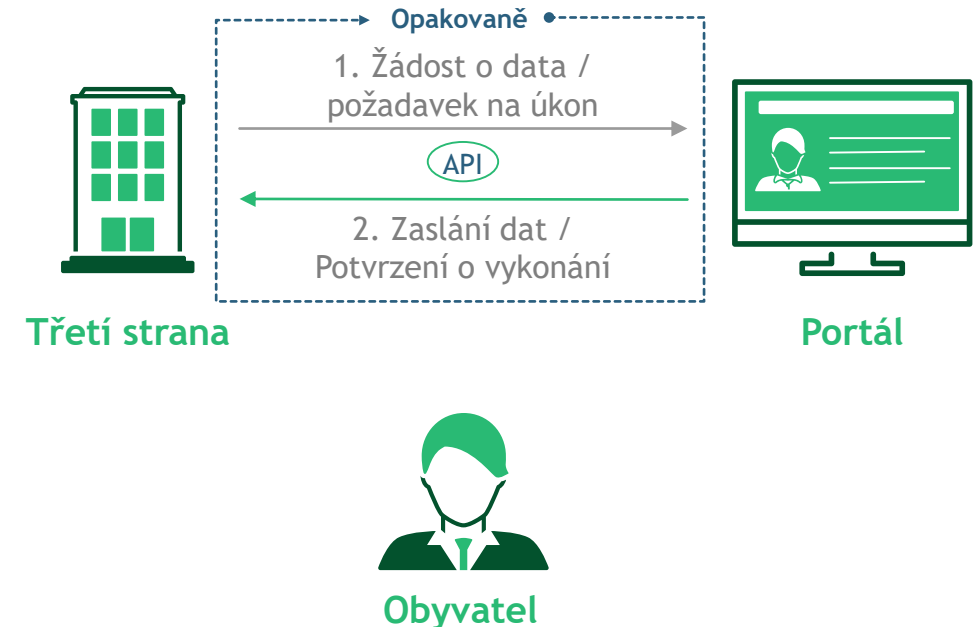 Opakovaně
1. Žádost o data /
požadavek na úkon
API
2. Zaslání dat /
Potvrzení o vykonání
Třetí strana
Portál
Obyvatel